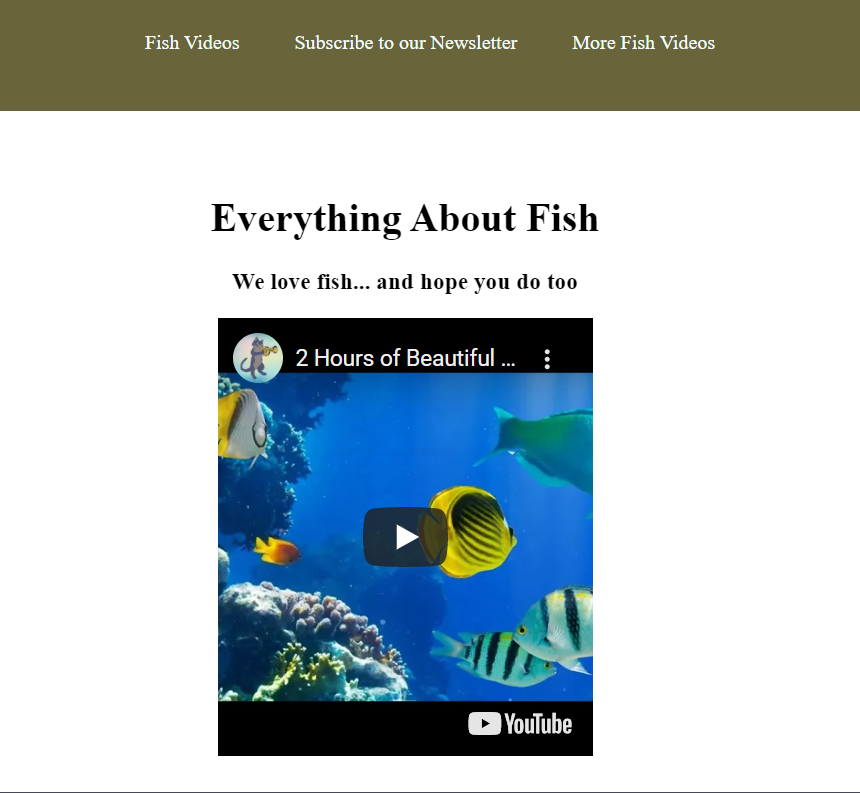 Fish Videos Subscribe to our Newsletter More Fish Videos
Everything About Fish
We love fish... and hope you do too
2 Hours of Beautiful ...
YouTube